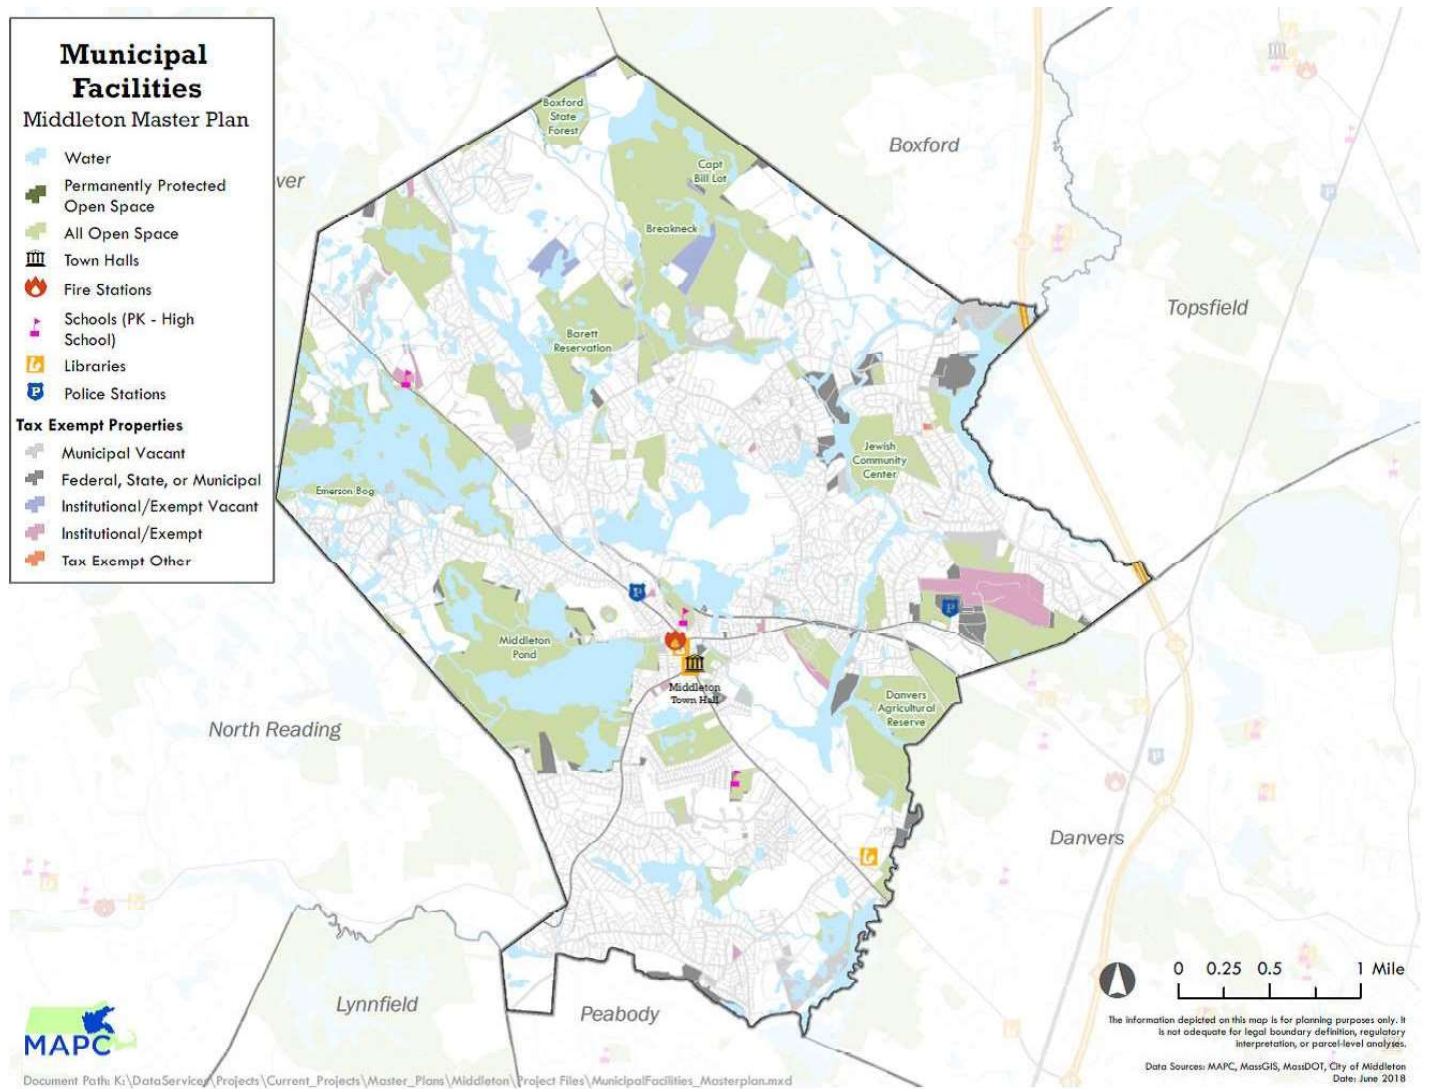 Municipal
Facilities
Middleton Master Plan
Water
Permanently Protected
Open Space
All Open Space
Town Halls
Fire Stations
Schools (PK - High
School)
Libraries
Police Stations
Tax Exempt Properties
Municipal Vacant
Federal, State, or Municipal
Institutional/Exempt Vacant
Institutional/Exempt
Tax Exempt Other
ver
Boxford
State
Forest
Capt
Bill Lot
Boxford
Breakneck
Topsfield
Barett
Reservation
Jewish
Community
Center
Emerson Bog
P
P
Middleton
Pond
Middleton
Town Hall
Danvers
Agricultural
Reserve
North Reading
Danvers
Lynnfield
Peabody
0 0.25 0.5 1 Mile
The information depicted on this map is for planning purposes only. It
is not adequate for legal boundary definition, regulatory
interpretation, or parcel-level analyses.
Data Sources: MAPC, MassGIS, MassDOT, City of Middleton
Date: June 2018
MAPC
Document Path: K:\DataServices\Projects\Current_Projects\Master_Plans\Middleton\Project Files\MunicipalFacilities_Masterplan.mxd